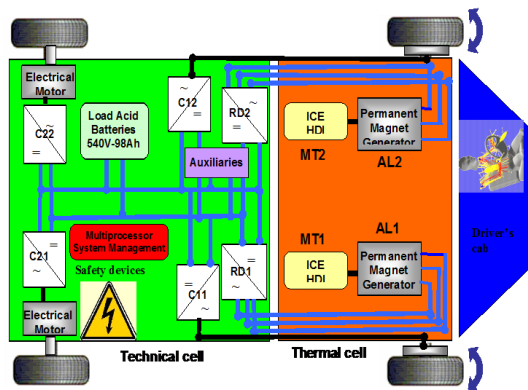 Electrical
Motor
C22
~
=
Load Acid
Batteries
540V-98Ah
~
C12
=
RD2
~
=
Auxiliaries
ICE
HDI
MT2
Permanent
Magnet
Generator
AL2
Multiprocessor
System Management
Safety devices
=
C21
~
Electrical
Motor
=
C11
~
=
RD1
~
MT1
ICE
HDI
AL1
Permanent
Magnet
Generator
Driver's
cab
Technical cell
Thermal cell